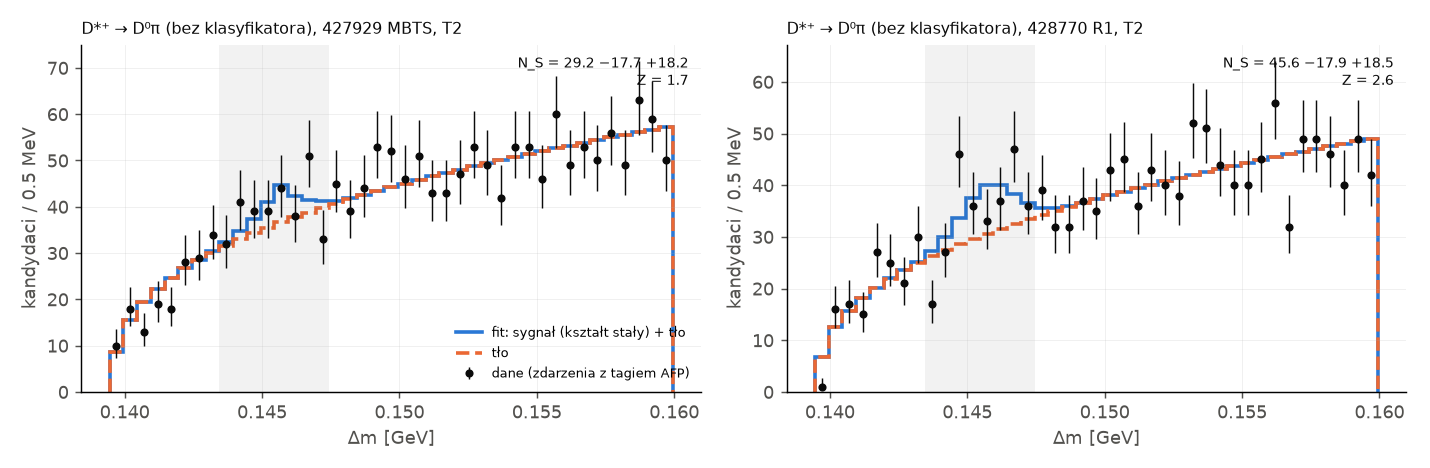 D*⁺ → D⁰π (bez klasyfikatora), 427929 MBTS, T2
N_S = 29.2 −17.7 +18.2
Z = 1.7
70
60
50
40
30
20
10
0
kandydaci / 0.5 MeV
fit: sygnał (kształt stały) + tło
tło
dane (zdarzenia z tagiem AFP)
0.140 0.145 0.150 0.155 0.160
Δm [GeV]
D*⁺ → D⁰π (bez klasyfikatora), 428770 R1, T2
N_S = 45.6 −17.9 +18.5
Z = 2.6
60
50
40
30
20
10
0
kandydaci / 0.5 MeV
0.140 0.145 0.150 0.155 0.160
Δm [GeV]